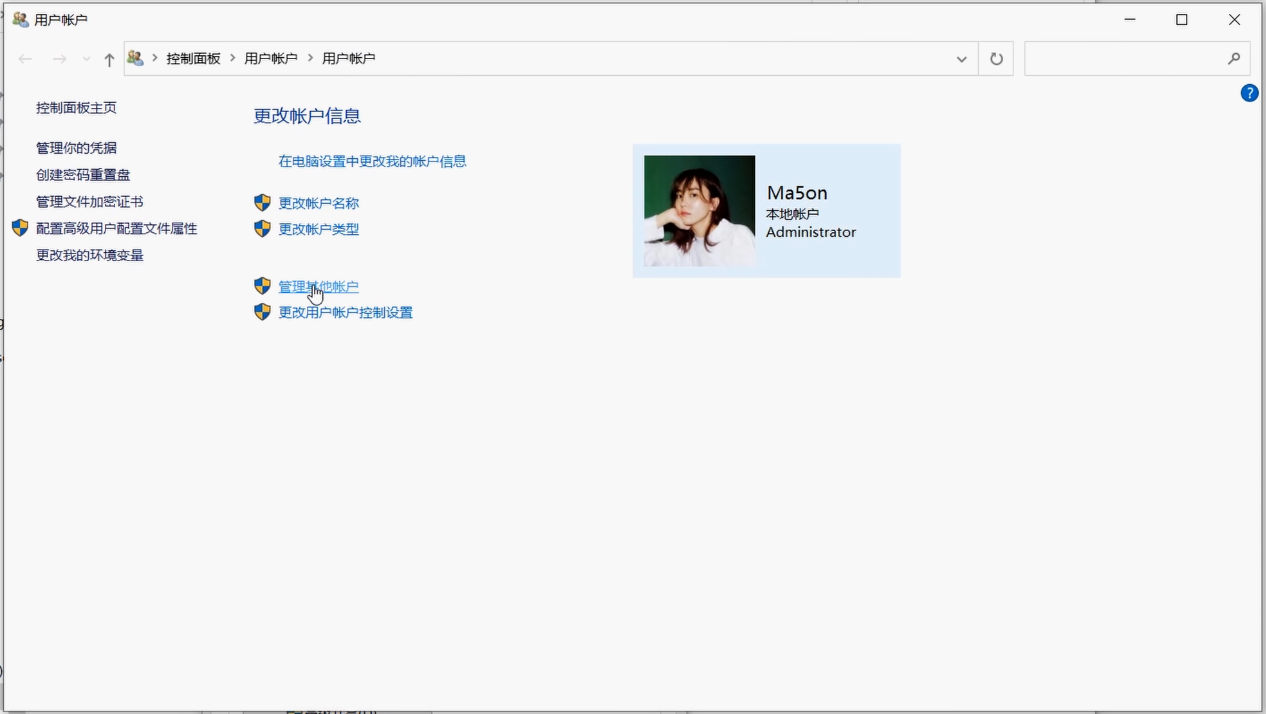 用户帐户
控制面板 用户帐户 用户帐户
控制面板主页
管理你的凭据
创建密码重置盘
管理文件加密证书
配置高级用户配置文件属性
更改我的环境变量
更改帐户信息
在电脑设置中更改我的帐户信息
更改帐户名称
更改帐户类型
管理其他帐户
更改用户帐户控制设置
Ma5on
本地帐户
Administrator